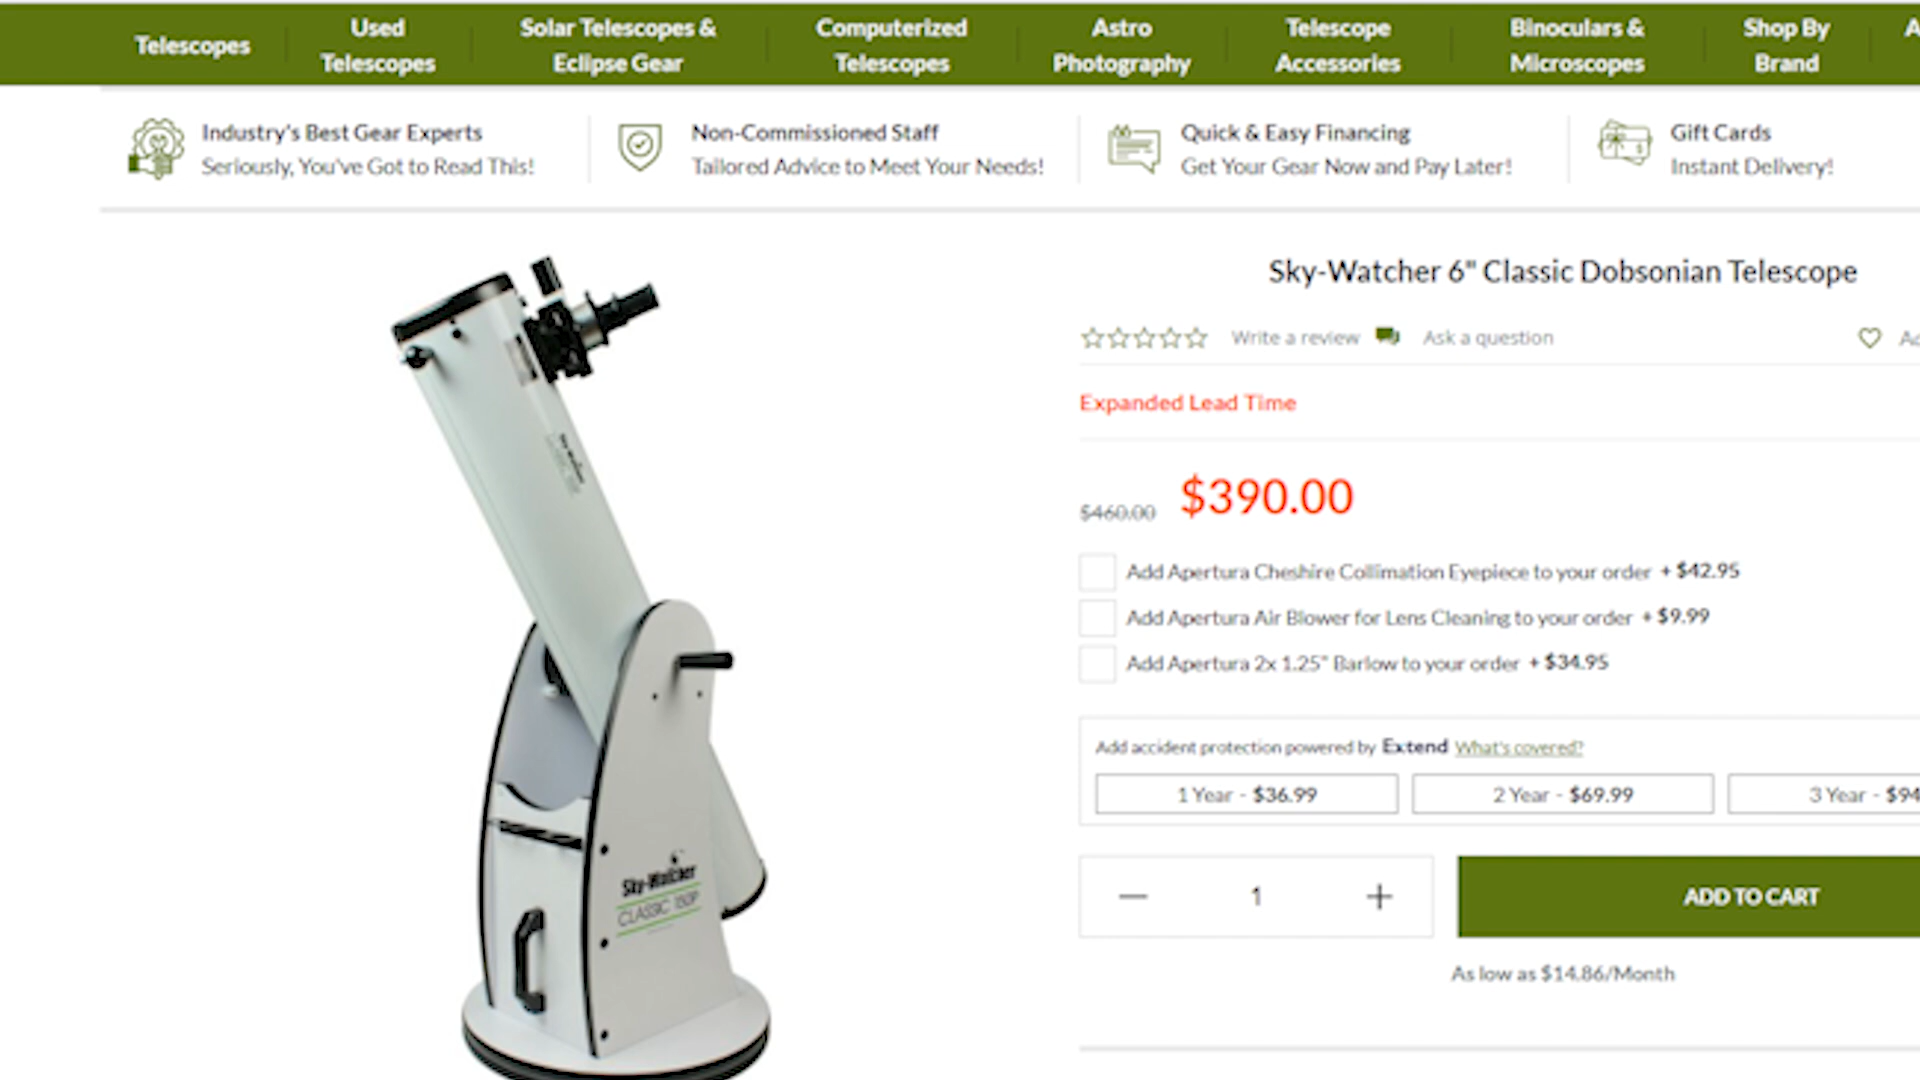 Telescopes
Used
Telescopes
Solar Telescopes &
Eclipse Gear
Computerized
Telescopes
Astro
Photography
Telescope
Accessories
Binoculars &
Microscopes
Shop By
Brand
A
Industry's Best Gear Experts
Seriously, You've Got to Read This!
Non-Commissioned Staff
Tailored Advice to Meet Your Needs!
Quick & Easy Financing
Get Your Gear Now and Pay Later!
Gift Cards
Instant Delivery!
Sky-Watcher 6" Classic Dobsonian Telescope
Write a review
Ask a question
Expanded Lead Time
$460.00 $390.00
Add Apertura Cheshire Collimation Eyepiece to your order + $42.95
Add Apertura Air Blower for Lens Cleaning to your order + $9.99
Add Apertura 2x 1.25" Barlow to your order + $34.95
Add accident protection powered by Extend What's covered?
1 Year - $36.99
2 Year - $69.99
3 Year - $94
1
ADD TO CART
As low as $14.86/Month
Sky-Watcher
CLASSIC 150P